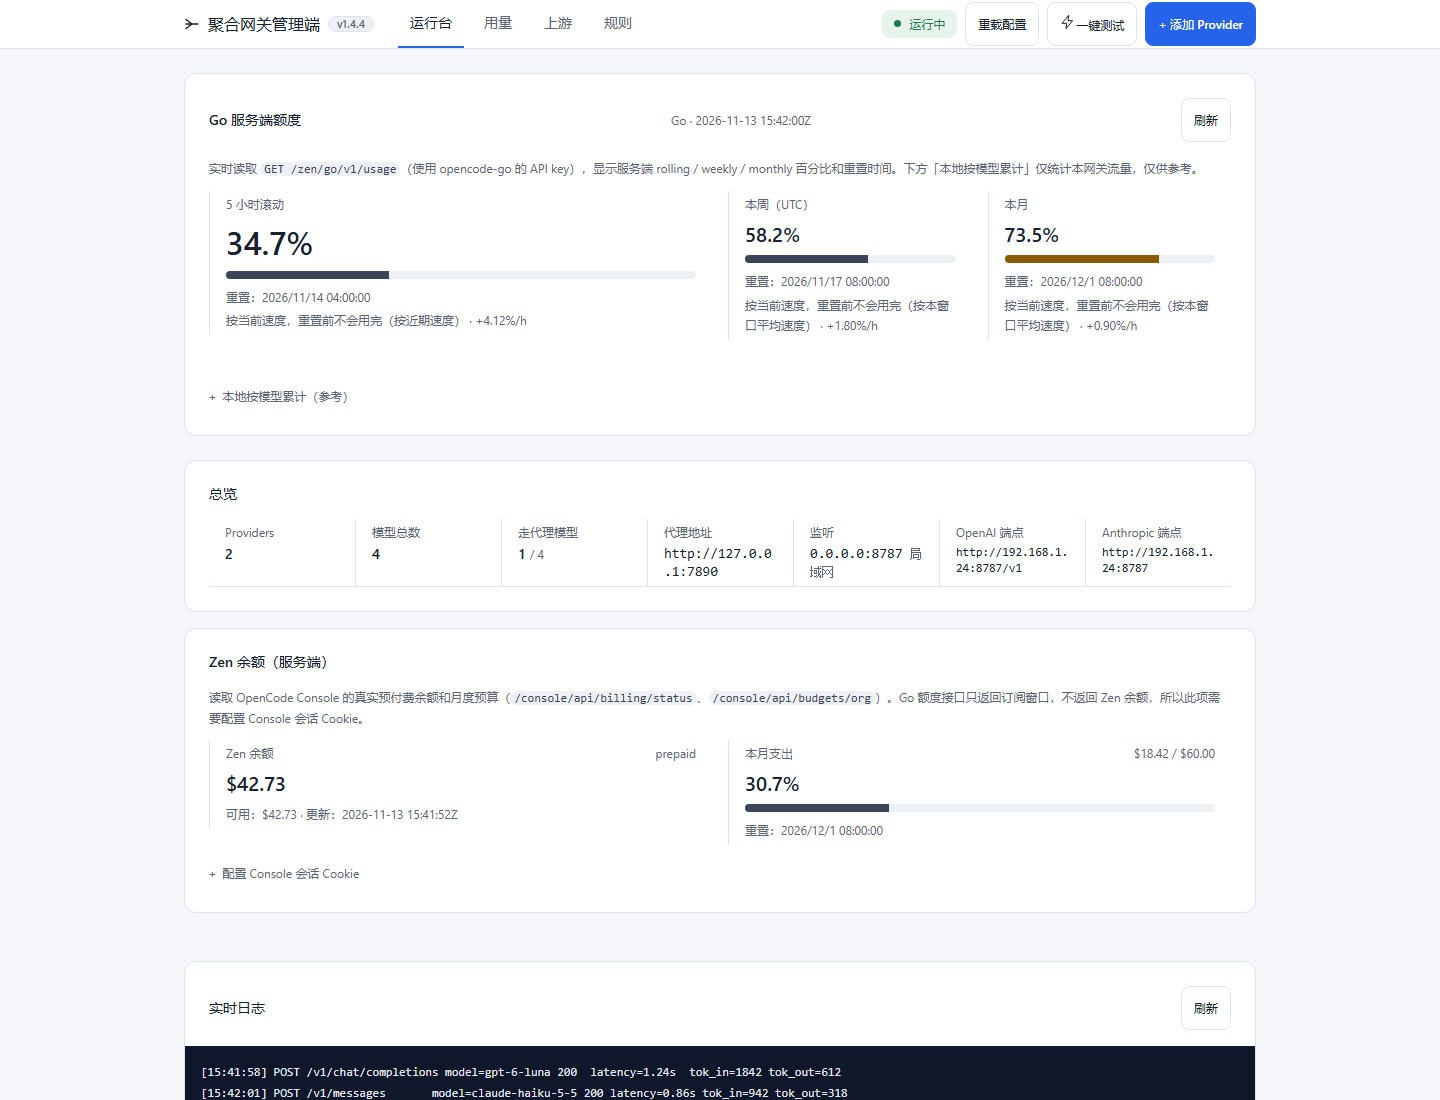 聚合网关管理端 v1.4.4 运行台 用量 上游 规则 运行中 重载配置 一键测试 + 添加 Provider
Go 服务端额度 Go · 2026-11-13 15:42:00Z 刷新
实时读取 GET /zen/go/v1/usage （使用 opencode-go 的 API key），显示服务端 rolling / weekly / monthly 百分比和重置时间。下方「本地按模型累计」仅统计本网关流量，仅供参考。
5 小时滚动
34.7%
重置：2026/11/14 04:00:00
按当前速度，重置前不会用完（按近期速度） · +4.12%/h
本周（UTC）
58.2%
重置：2026/11/17 08:00:00
按当前速度，重置前不会用完（按本窗
口平均速度） · +1.80%/h
本月
73.5%
重置：2026/12/1 08:00:00
按当前速度，重置前不会用完（按本窗
口平均速度） · +0.90%/h
+ 本地按模型累计（参考）
总览
Providers
2
模型总数
4
走代理模型
1 / 4
代理地址
http://127.0.0
.1:7890
监听
0.0.0.0:8787 局
域网
OpenAI 端点
http://192.168.1.
24:8787/v1
Anthropic 端点
http://192.168.1.
24:8787
Zen 余额（服务端）
读取 OpenCode Console 的真实预付费余额和月度预算（ /console/api/billing/status 、 /console/api/budgets/org ）。Go 额度接口只返回订阅窗口，不返回 Zen 余额，所以此项需
要配置 Console 会话 Cookie。
Zen 余额 prepaid
$42.73
可用：$42.73 · 更新：2026-11-13 15:41:52Z
本月支出 $18.42 / $60.00
30.7%
重置：2026/12/1 08:00:00
+ 配置 Console 会话 Cookie
实时日志 刷新
[15:41:58] POST /v1/chat/completions model=gpt-6-luna 200 latency=1.24s tok_in=1842 tok_out=612
[15:42:01] POST /v1/messages model=claude-haiku-5-5 200 latency=0.86s tok_in=942 tok_out=318